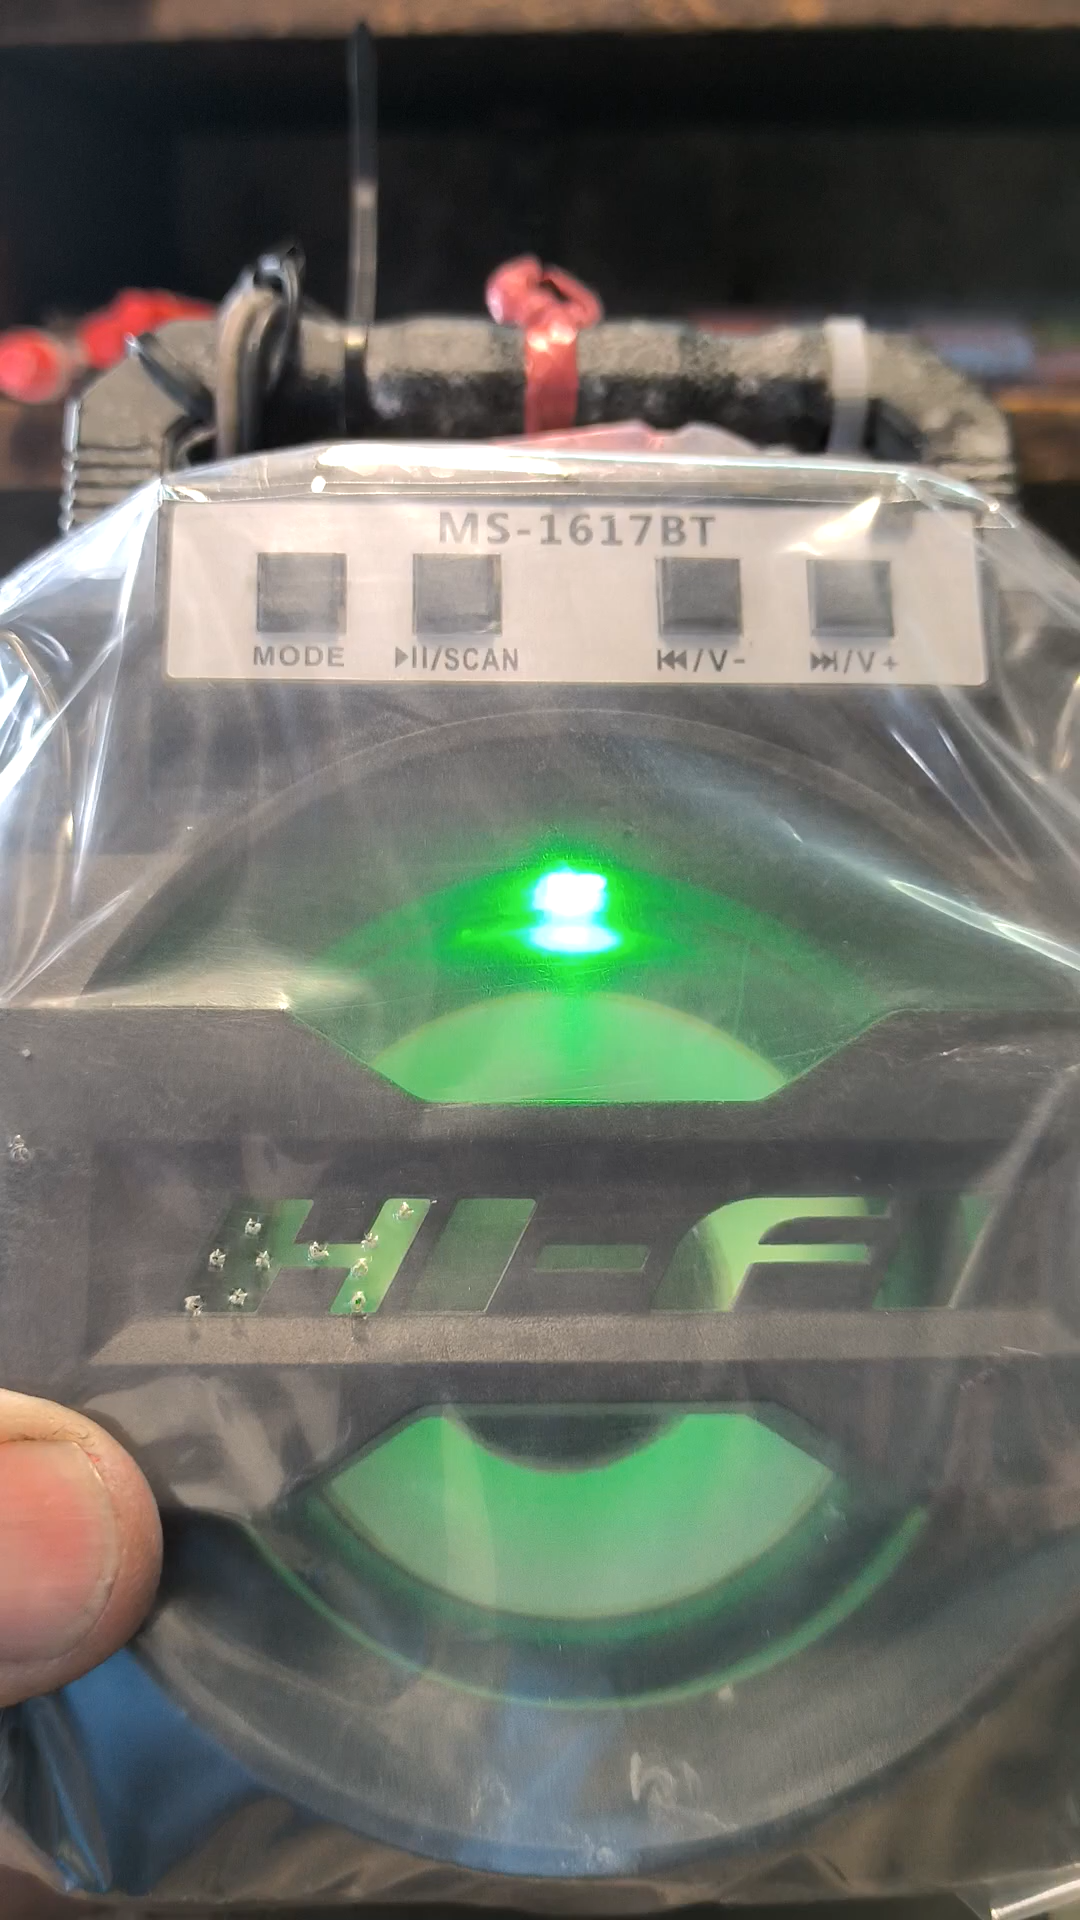 MS-1617BT
MODE ▶II/SCAN I◀◀/V- ▶▶I/V+
HI-FI